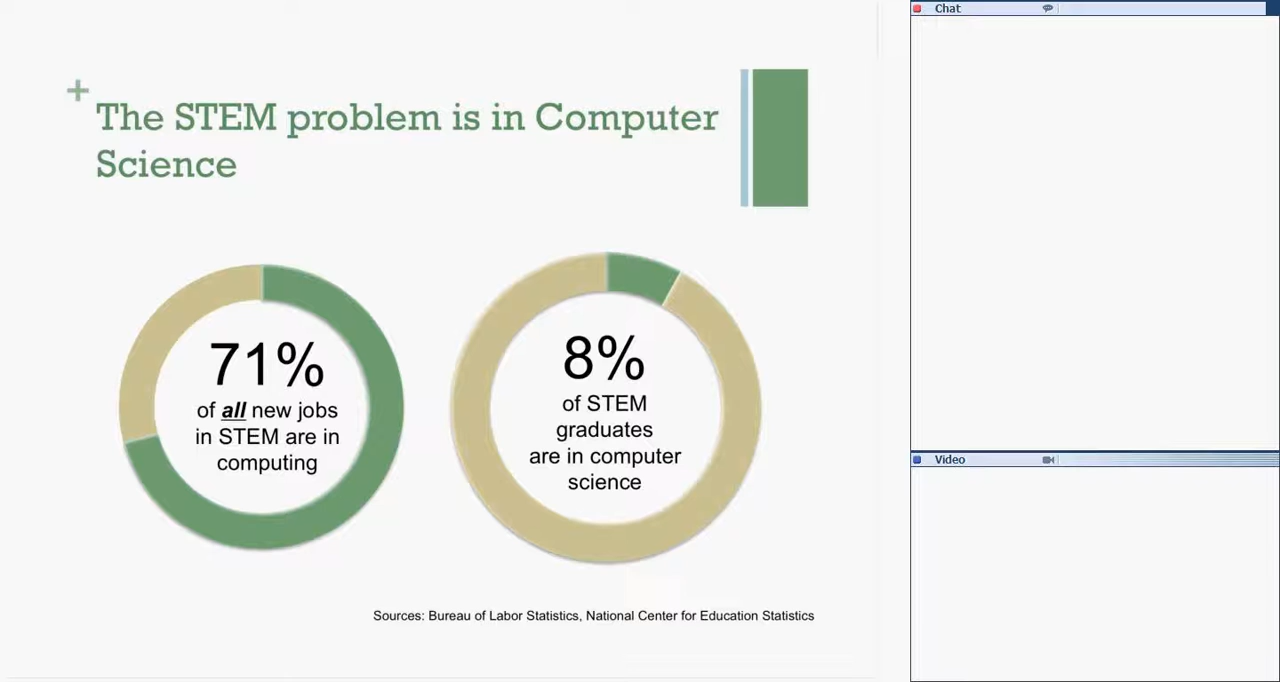 +
The STEM problem is in Computer
Science
71%
of all new jobs
in STEM are in
computing
8%
of STEM
graduates
are in computer
science
Sources: Bureau of Labor Statistics, National Center for Education Statistics
Chat
Video